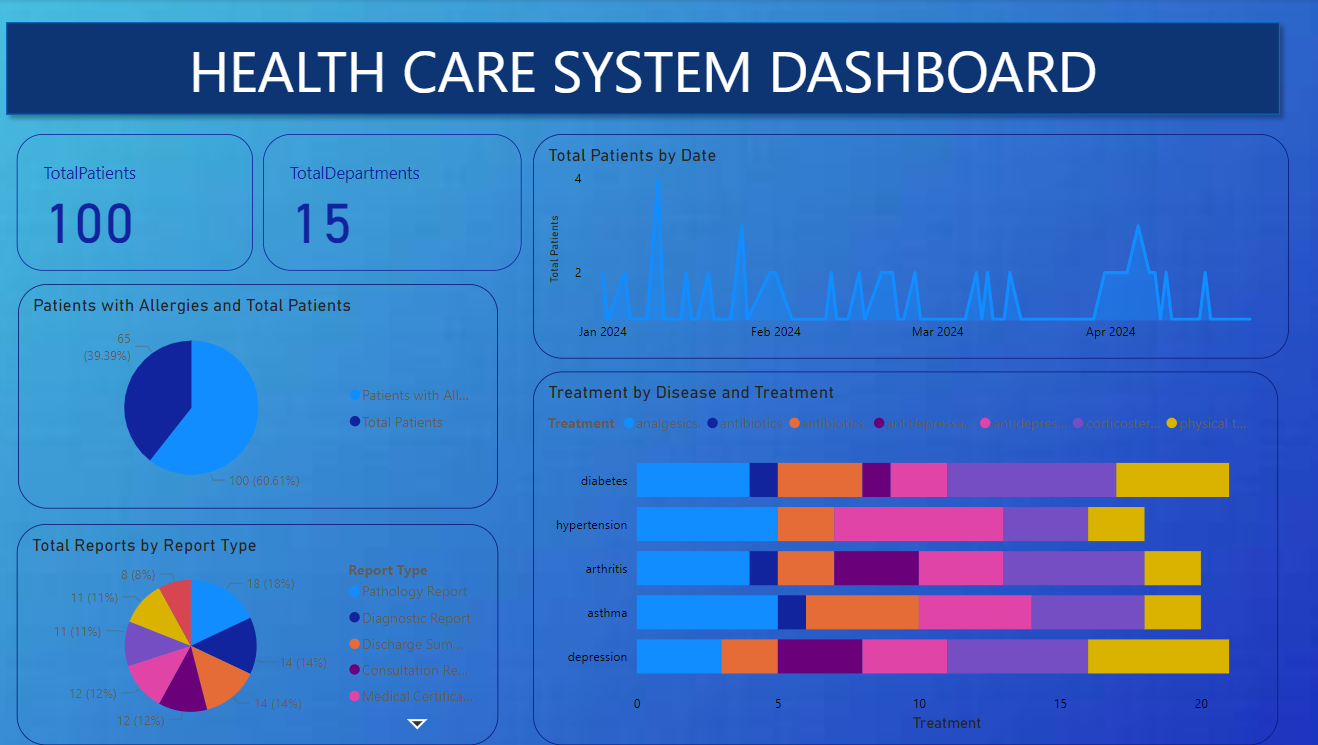 HEALTH CARE SYSTEM DASHBOARD
TotalPatients
100
TotalDepartments
15
Patients with Allergies and Total Patients
65
(39.39%)
100 (60.61%)
Patients with All...
Total Patients
Total Reports by Report Type
8 (8%)
11 (11%)
11 (11%)
12 (12%)
12 (12%)
18 (18%)
14 (14%)
14 (14%)
Report Type
Pathology Report
Diagnostic Report
Discharge Sum...
Consultation Re...
Medical Certifica...
Total Patients by Date
Total Patients
4
2
Jan 2024
Feb 2024
Mar 2024
Apr 2024
Treatment by Disease and Treatment
Treatment analgesics antibiotics antibiotics antidepressa... antidepres... corticoster... physical t...
diabetes
hypertension
arthritis
asthma
depression
0 5 10 15 20
Treatment